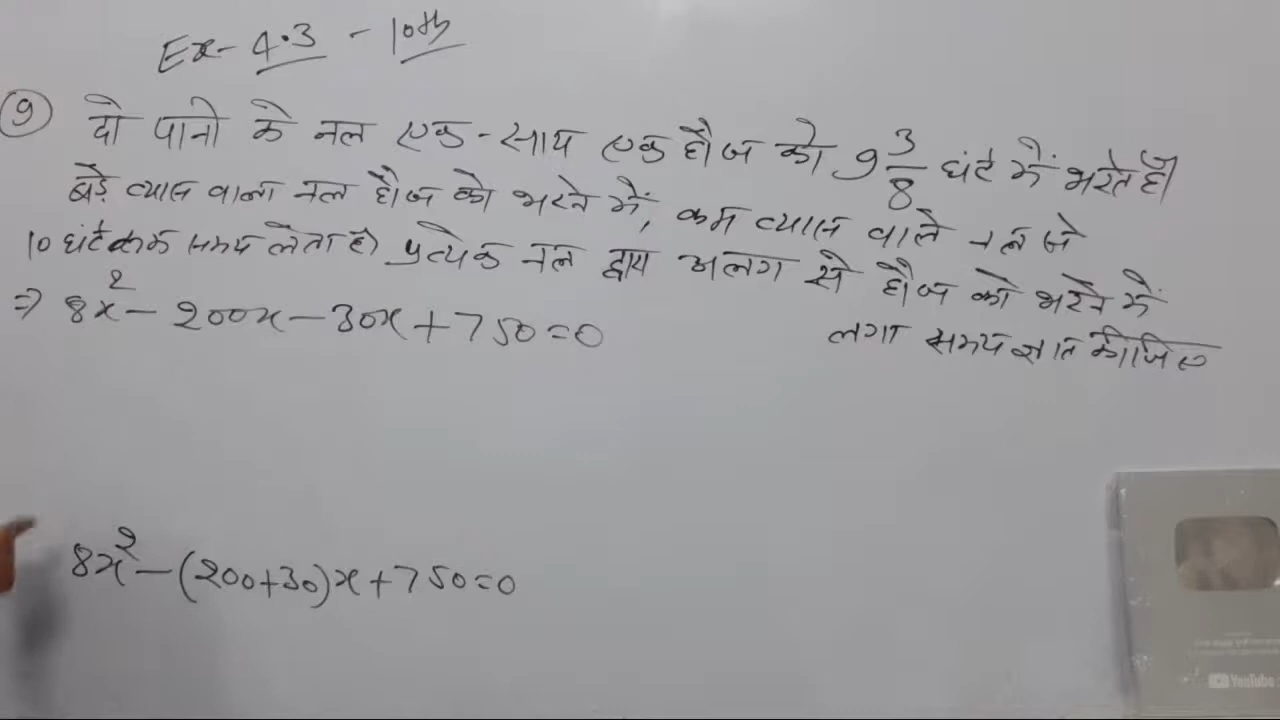 Ex- 4.3 - 10th
9 दो पानी के नल एक-साथ एक हौज को 9 3/8 घंटे में भरते हैं।
बड़े व्यास वाला नल हौज को भरने में, कम व्यास वाले नल से
10 घंटे कम समय लेता है। प्रत्येक नल द्वारा अलग से हौज को भरने में
लगा समय ज्ञात कीजिए
⇒ 8x² - 200x - 30x + 750 = 0
8x² - (200+30)x + 750 = 0
YouTube